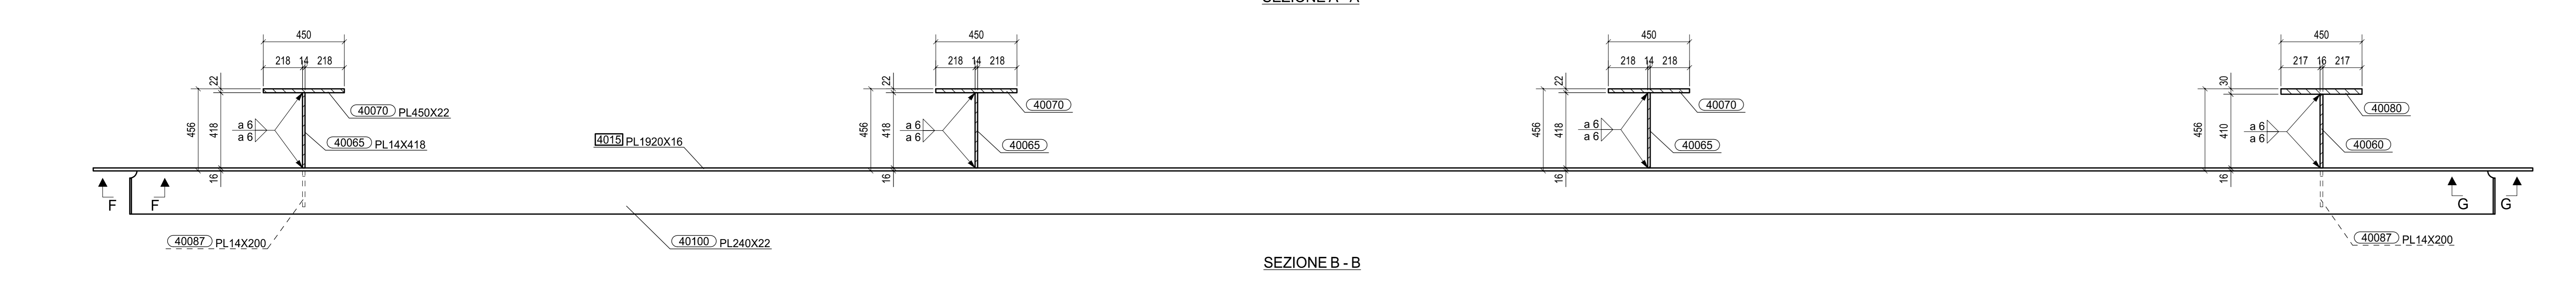 SEZIONE A - A
450
450
450
450
218 14 218
218 14 218
218 14 218
217 16 217
22
22
22
30
40070 PL450X22
40070
40070
40080
456
418
a 6
a 6
456
418
a 6
a 6
456
418
a 6
a 6
456
410
a 6
a 6
40065 PL14X418
4015 PL1920X16
40065
40065
40060
16
16
16
16
F
F
G
G
40087 PL14X200
40100 PL240X22
40087 PL14X200
SEZIONE B - B